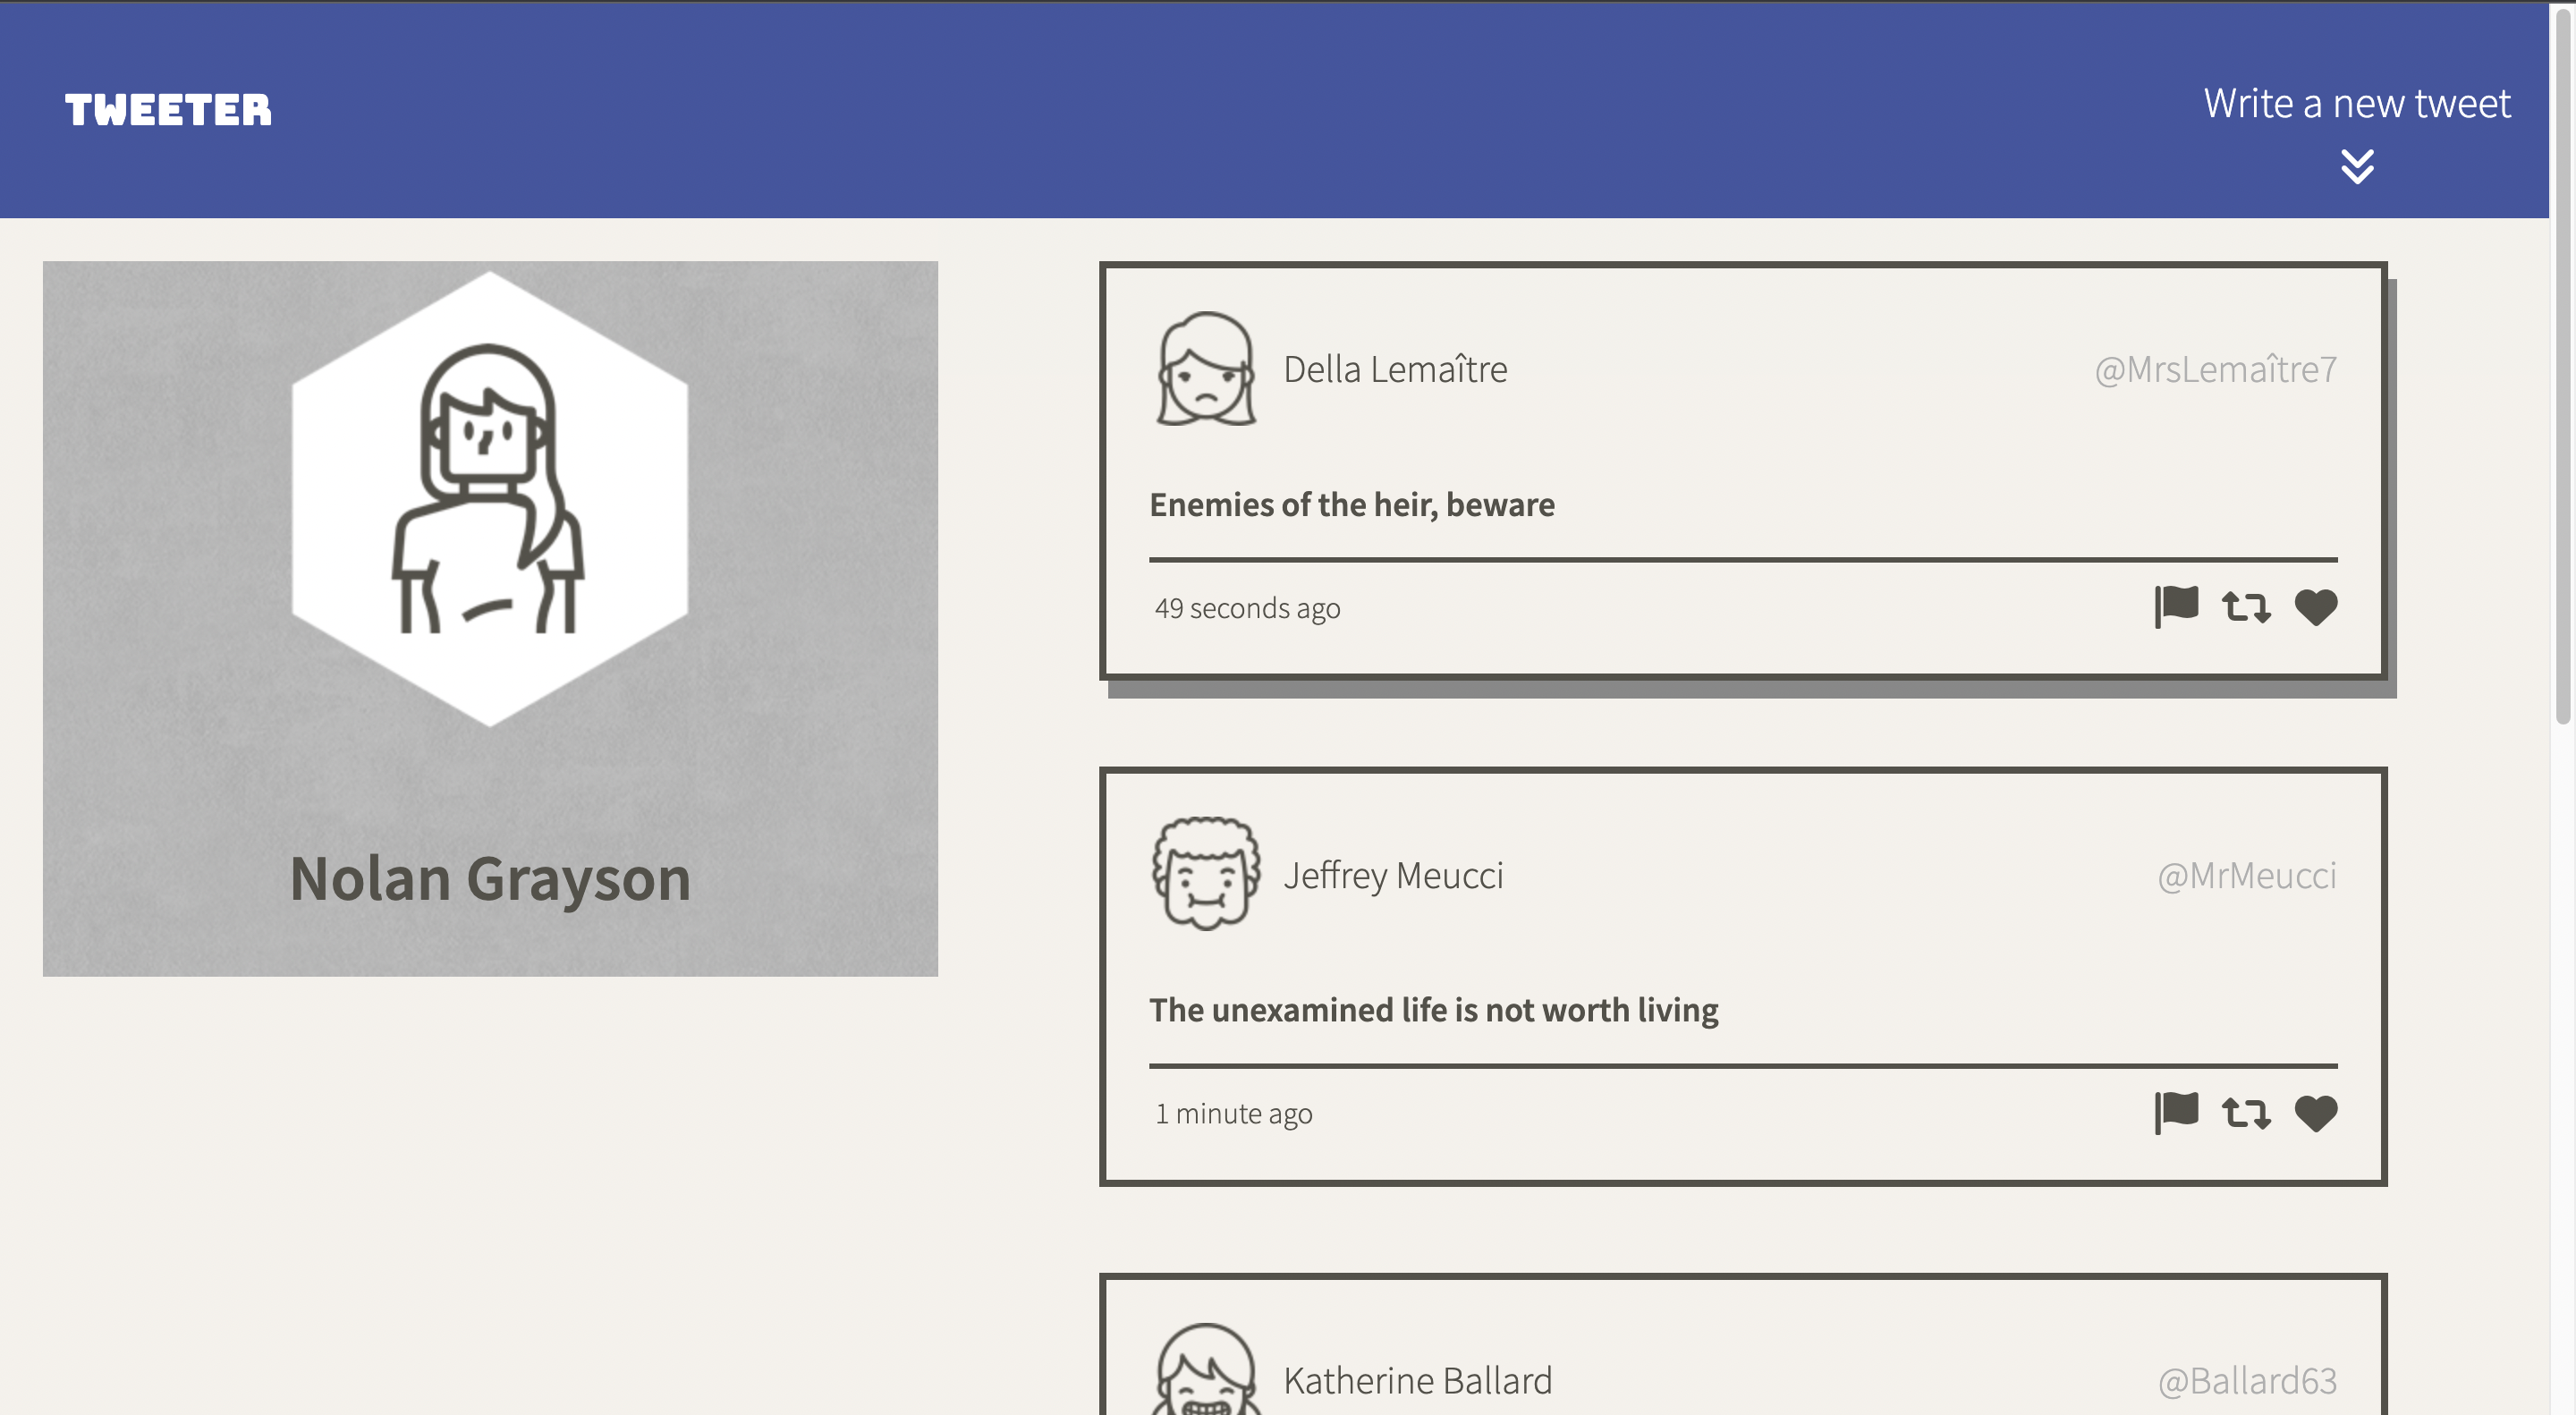 TWEETER
Write a new tweet
Nolan Grayson
Della Lemaître
@MrsLemaître7
Enemies of the heir, beware
49 seconds ago
Jeffrey Meucci
@MrMeucci
The unexamined life is not worth living
1 minute ago
Katherine Ballard
@Ballard63